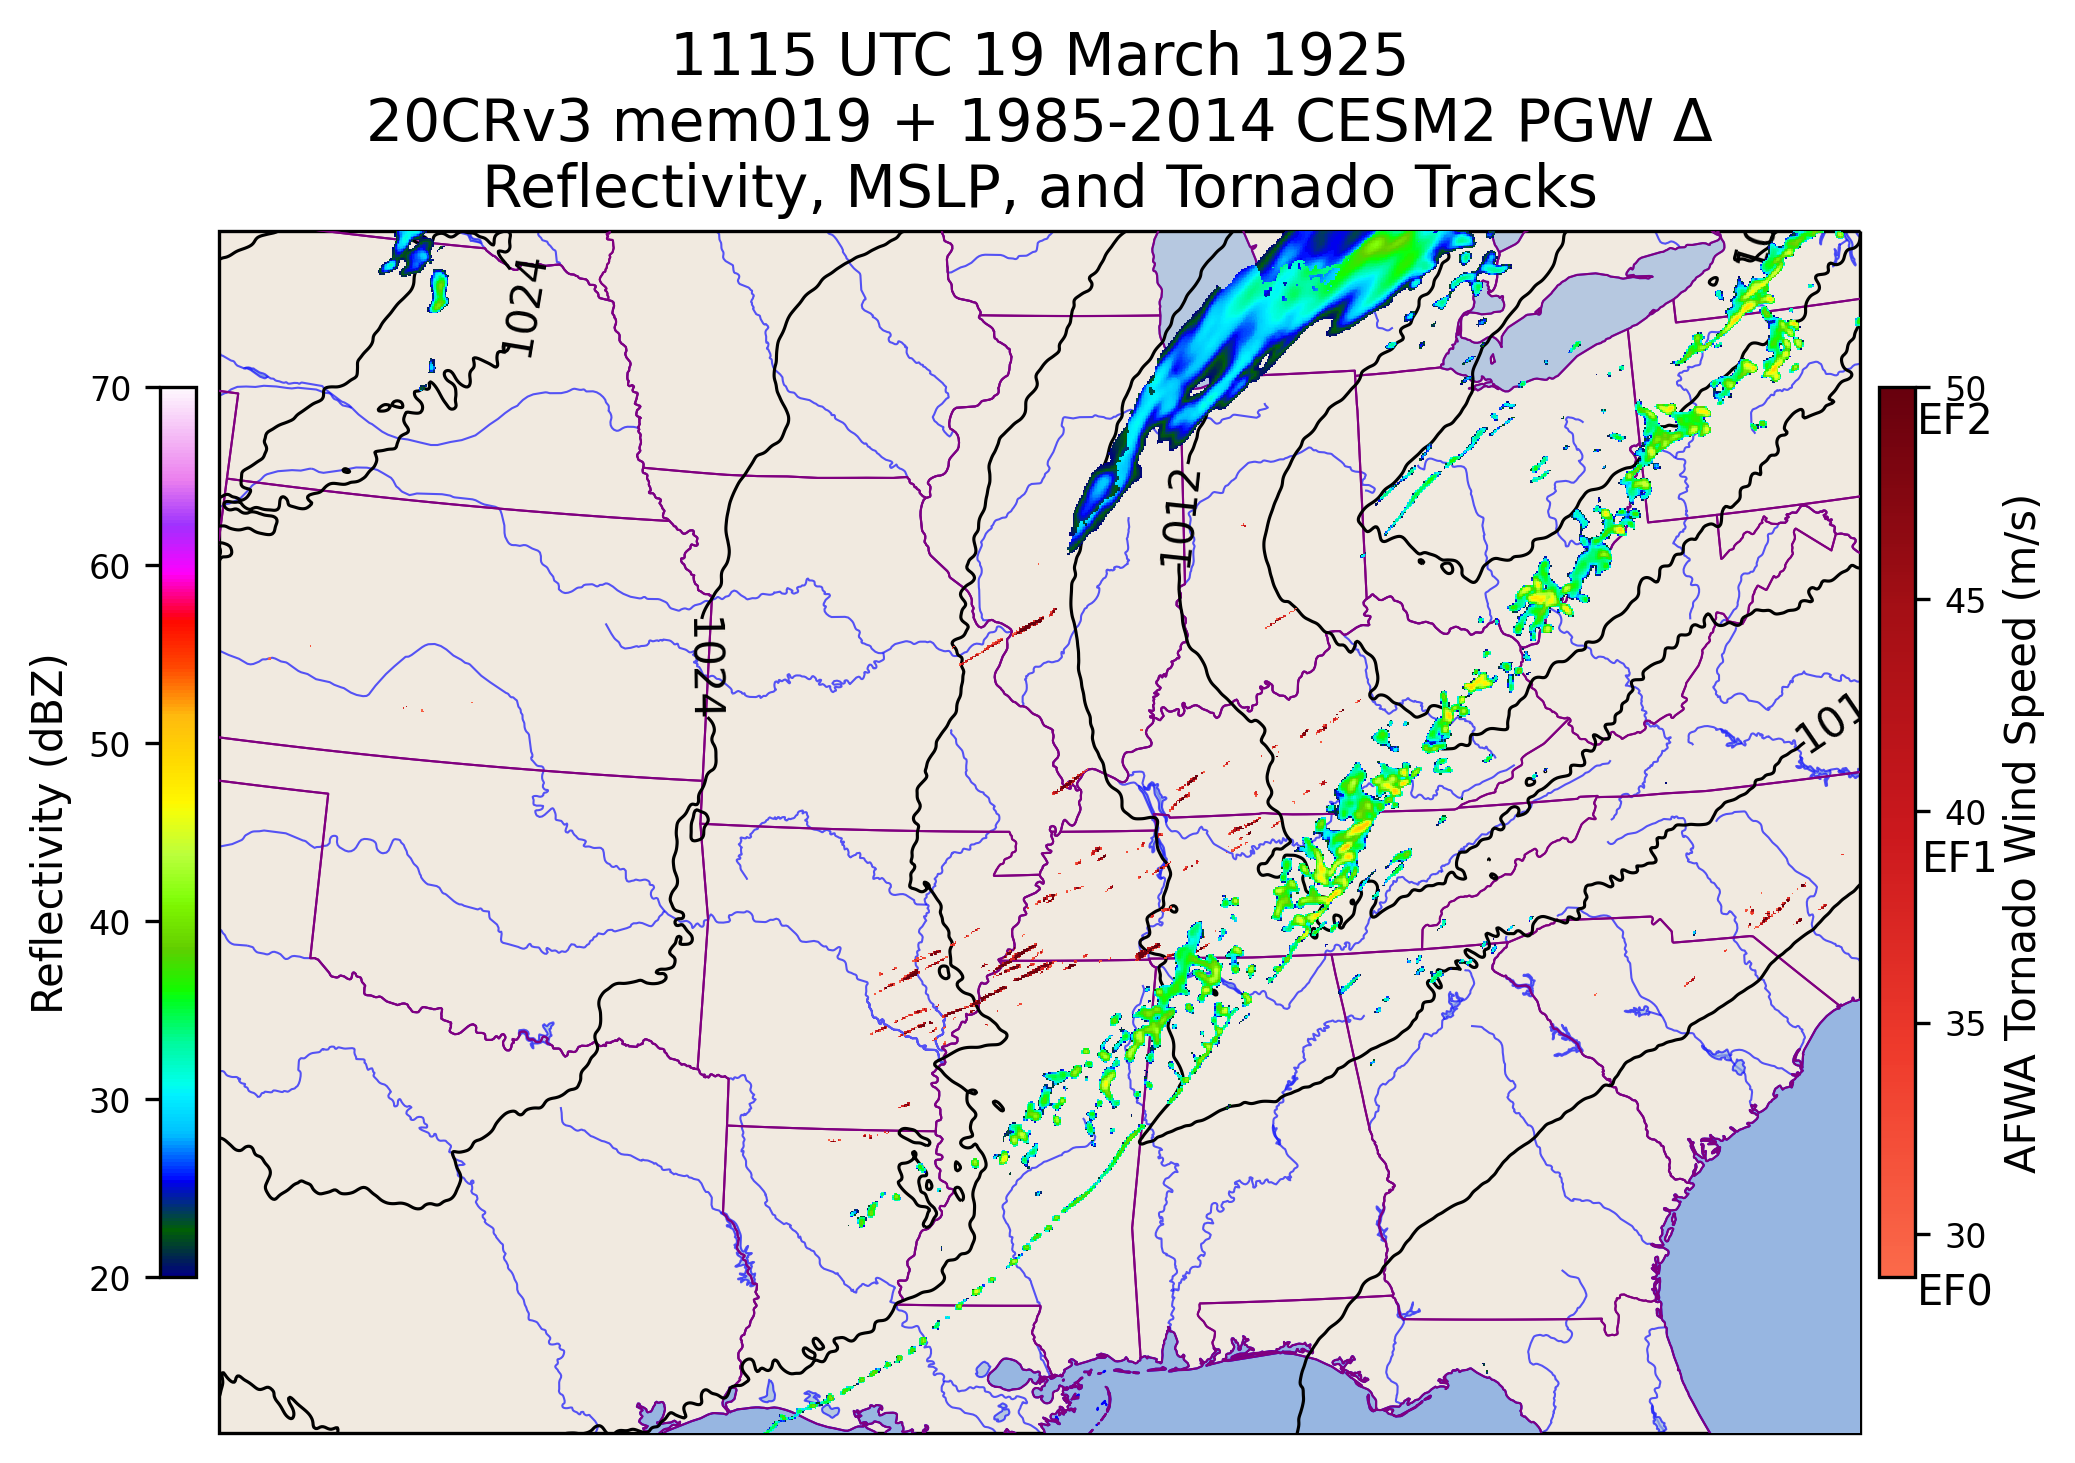 1115 UTC 19 March 1925
20CRv3 mem019 + 1985-2014 CESM2 PGW Δ
Reflectivity, MSLP, and Tornado Tracks
Reflectivity (dBZ)
70
60
50
40
30
20
1024
1024
1012
10
101
50
EF2
45
40
EF1
35
30
EF0
AFWA Tornado Wind Speed (m/s)